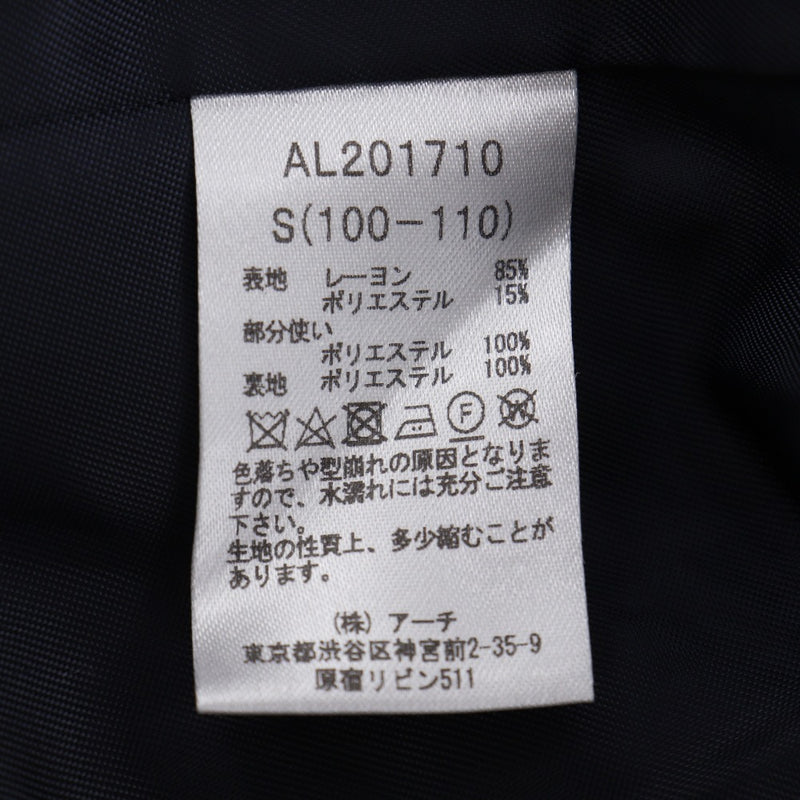 AL201710
S(100-110)
表地 レーヨン 85%
ポリエステル 15%
部分使い
ポリエステル 100%
裏地 ポリエステル 100%
F W
色落ちや型崩れの原因となりま
すので、水濡れには充分ご注意
下さい。
生地の性質上、多少縮むことが
あります。
(株) アーチ
東京都渋谷区神宮前2-35-9
原宿リビン511